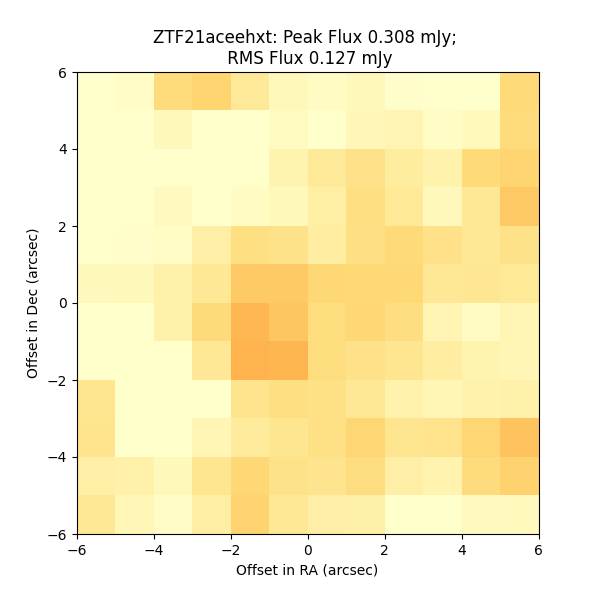 ZTF21aceehxt: Peak Flux 0.308 mJy;
RMS Flux 0.127 mJy
6
4
2
0
−2
−4
−6
Offset in Dec (arcsec)
−6 −4 −2 0 2 4 6
Offset in RA (arcsec)